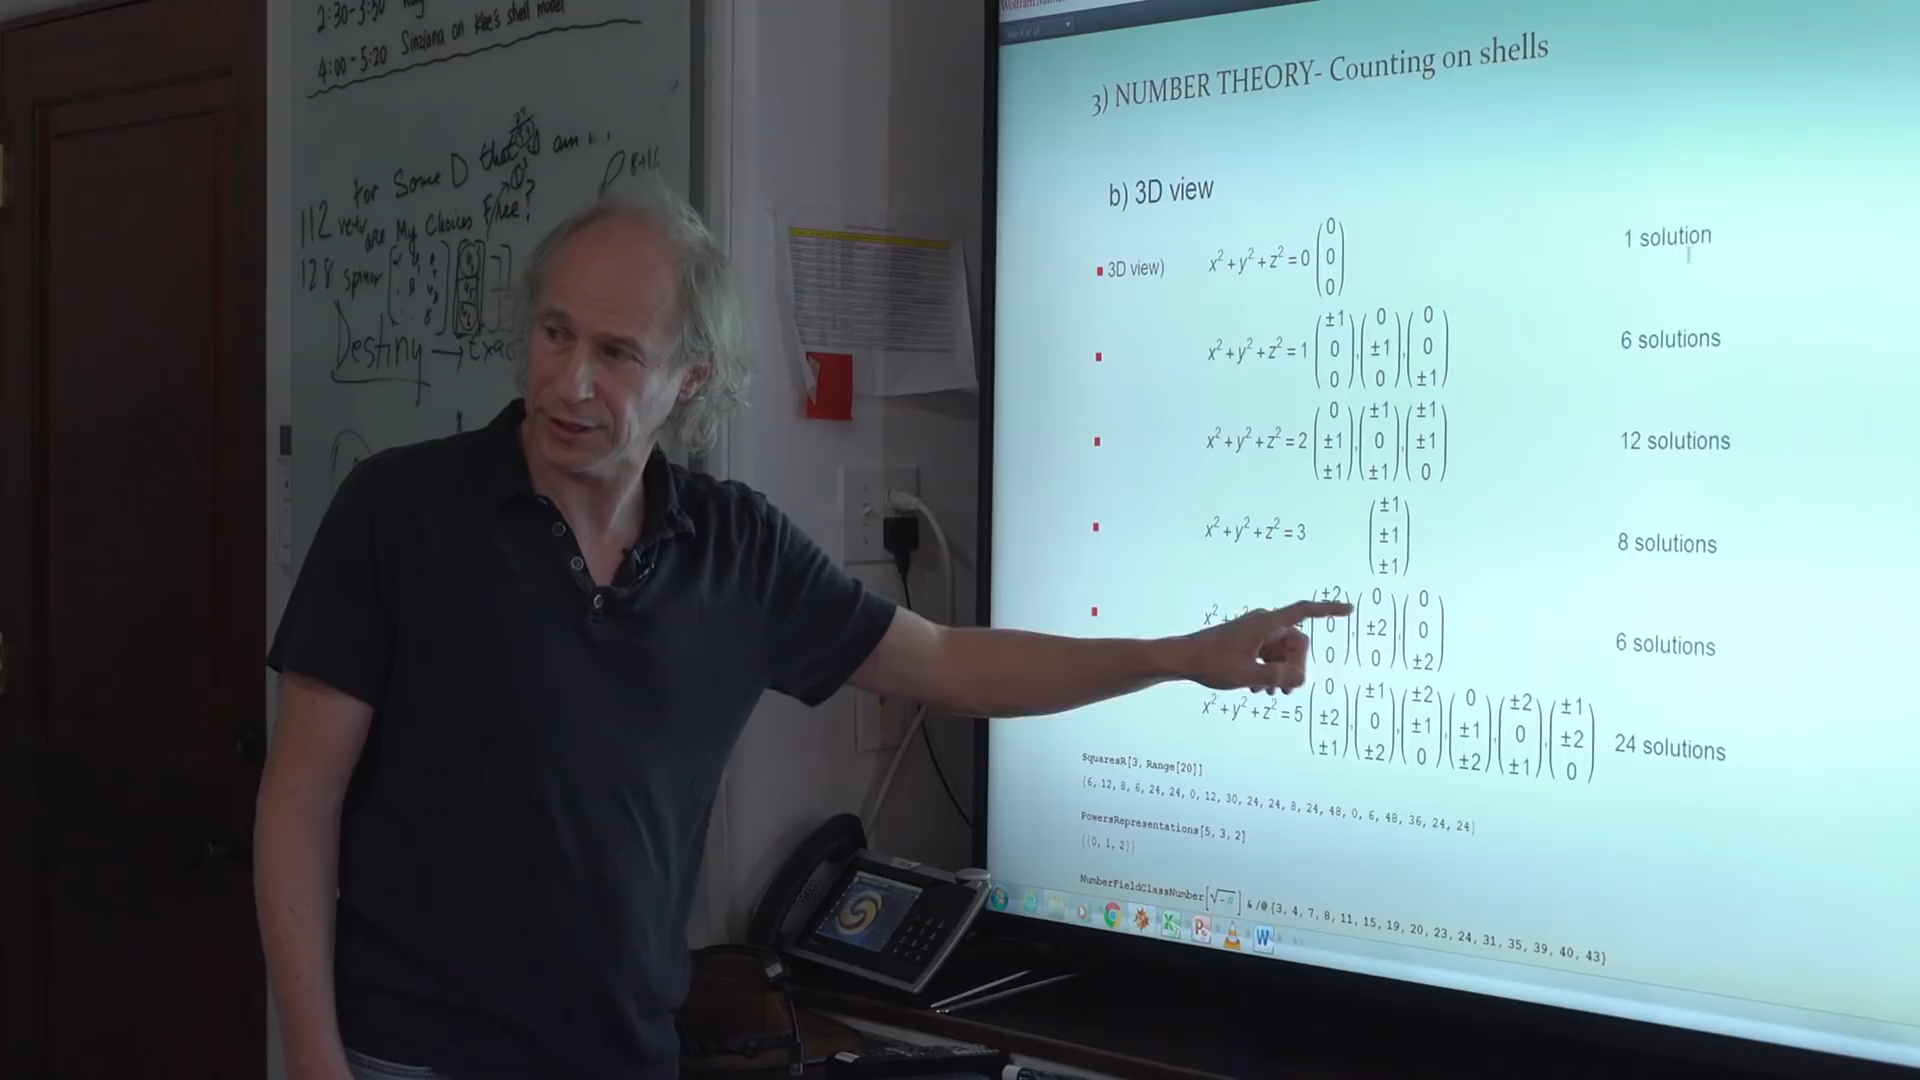 2:30-3:50
4:00-5:20 Sinziana on Klee's shell model
for Some D that D am ...
112 vector
are My Choices Free?
128 spinor
Destiny → Exac
3) NUMBER THEORY- Counting on shells
b) 3D view
3D view) x²+y²+z²=0 (0 0 0) 1 solution
x²+y²+z²=1 (±1 0 0), (0 ±1 0), (0 0 ±1) 6 solutions
x²+y²+z²=2 (0 ±1 ±1), (±1 0 ±1), (±1 ±1 0) 12 solutions
x²+y²+z²=3 (±1 ±1 ±1) 8 solutions
x²+y² (±2 0 0), (0 ±2 0), (0 0 ±2) 6 solutions
x²+y²+z²=5 (0 ±2 ±1), (±1 0 ±2), (±2 ±1 0), (0 ±1 ±2), (±2 0 ±1), (±1 ±2 0) 24 solutions
SquaresR[3, Range[20]]
{6, 12, 8, 6, 24, 24, 0, 12, 30, 24, 24, 8, 24, 48, 0, 6, 48, 36, 24, 24}
PowersRepresentations[5, 3, 2]
{{0, 1, 2}}
NumberFieldClassNumber[√-#] & /@ {3, 4, 7, 8, 11, 15, 19, 20, 23, 24, 31, 35, 39, 40, 43}